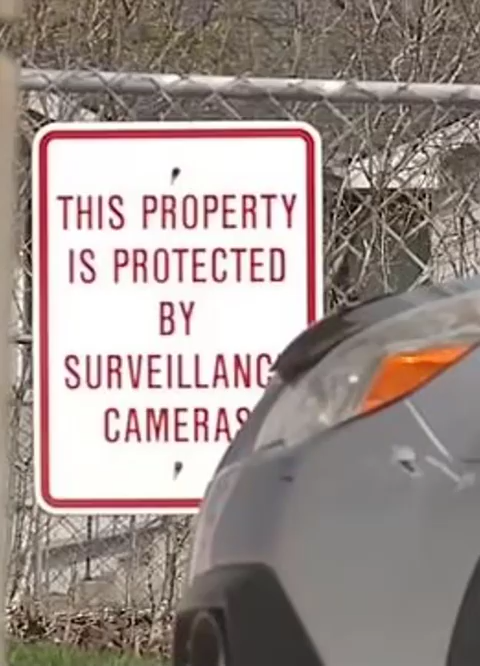 THIS PROPERTY
IS PROTECTED
BY
SURVEILLANC
CAMERAS